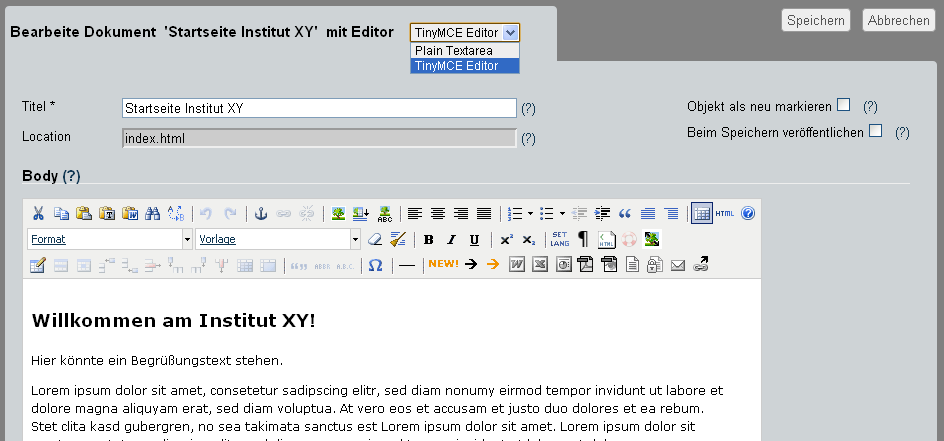 Speichern Abbrechen
Bearbeite Dokument 'Startseite Institut XY' mit Editor TinyMCE Editor
Plain Textarea
TinyMCE Editor
Titel * Startseite Institut XY (?) Objekt als neu markieren (?)
Location index.html (?) Beim Speichern veröffentlichen (?)
Body (?)
ABC HTML
Format Vorlage B I U x² x₂ SET LANG HTML
ABBR A.B.C. Ω NEW! W X
Willkommen am Institut XY!
Hier könnte ein Begrüßungstext stehen.
Lorem ipsum dolor sit amet, consetetur sadipscing elitr, sed diam nonumy eirmod tempor invidunt ut labore et
dolore magna aliquyam erat, sed diam voluptua. At vero eos et accusam et justo duo dolores et ea rebum.
Stet clita kasd gubergren, no sea takimata sanctus est Lorem ipsum dolor sit amet. Lorem ipsum dolor sit